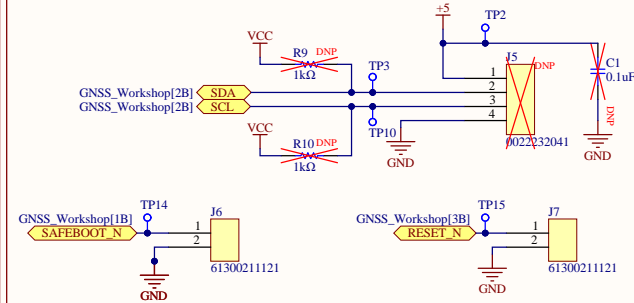 +5
TP2
VCC
R9
DNP
1kΩ
TP3
J5
DNP
C1
0.1uF
DNP
GNSS_Workshop[2B]
SDA
GNSS_Workshop[2B]
SCL
1
2
3
4
VCC
R10
DNP
1kΩ
TP10
GND
0022232041
GND
TP14
J6
GNSS_Workshop[1B]
SAFEBOOT_N
1
2
61300211121
GND
TP15
J7
GNSS_Workshop[3B]
RESET_N
1
2
61300211121
GND